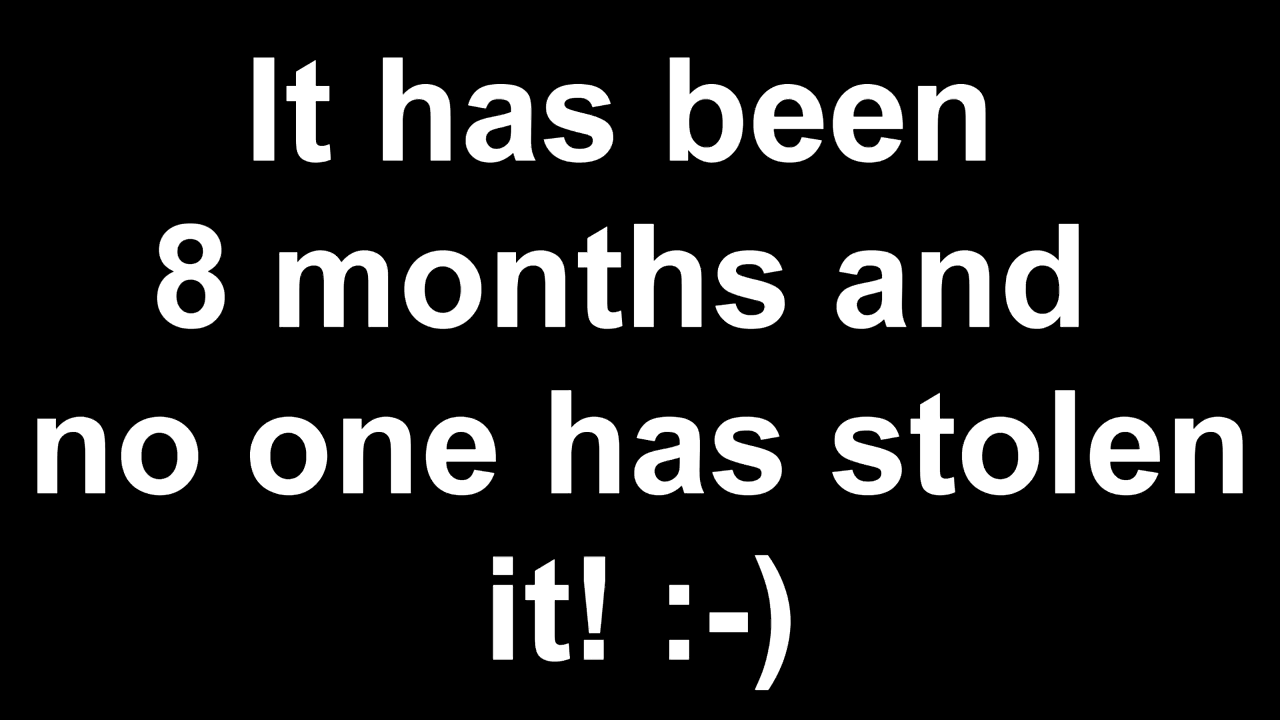 It has been
8 months and
no one has stolen
it! :-)